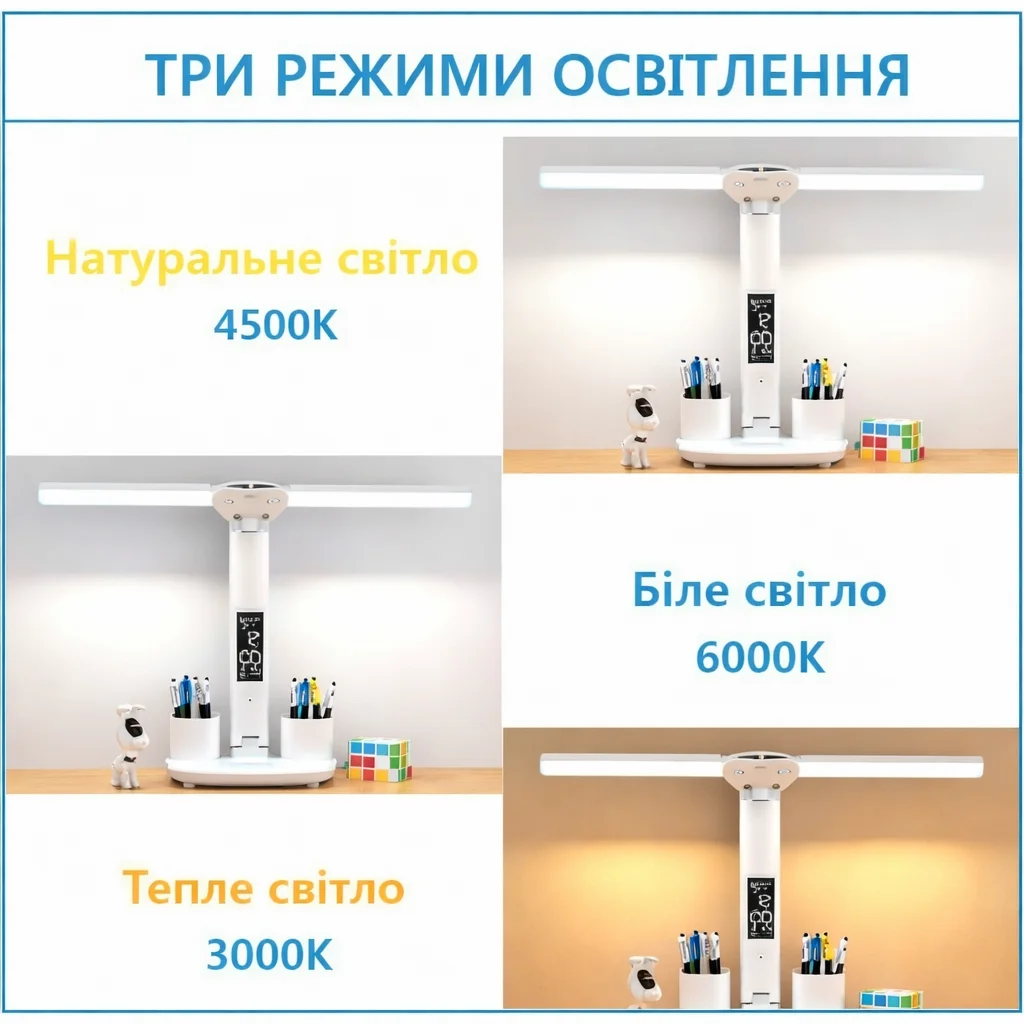 ТРИ РЕЖИМИ ОСВІТЛЕННЯ
Натуральне світло
4500K
Біле світло
6000K
Тепле світло
3000K